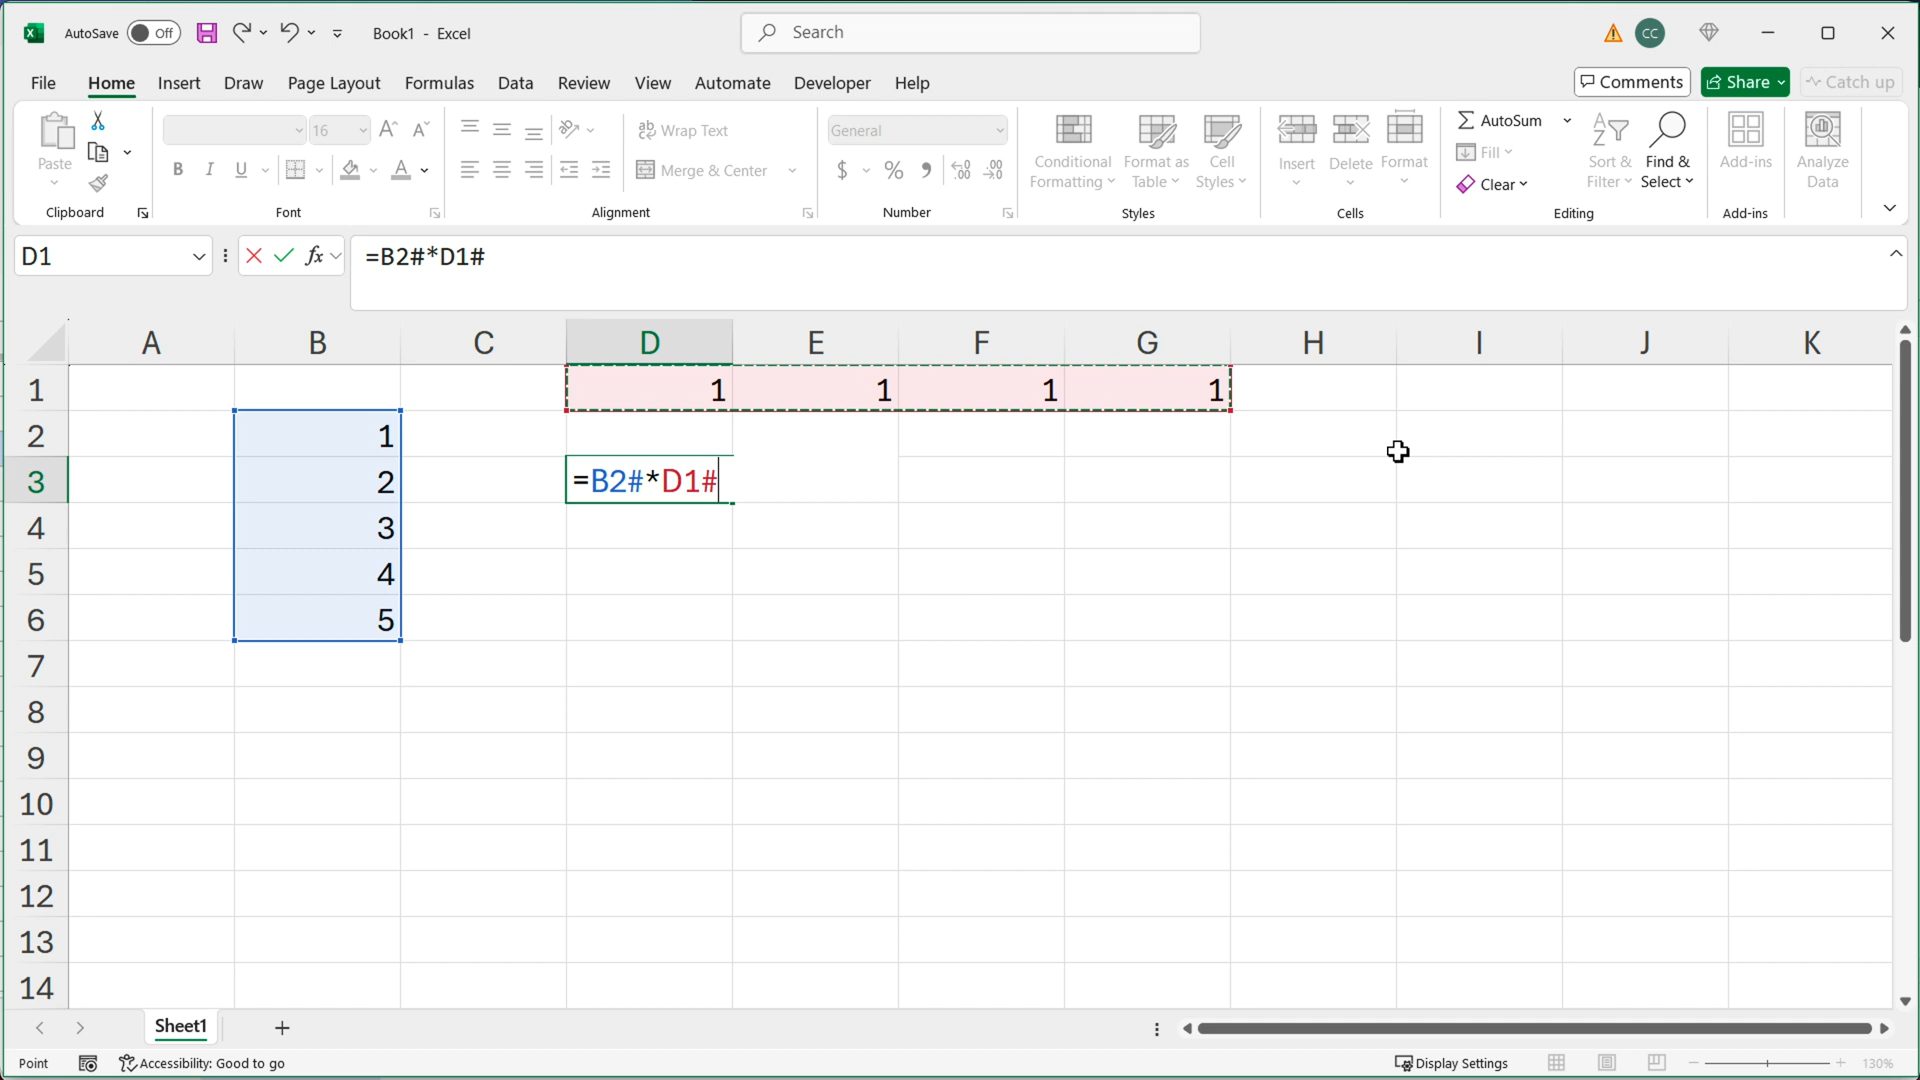 AutoSave Off Book1 - Excel Search CC
File Home Insert Draw Page Layout Formulas Data Review View Automate Developer Help Comments Share Catch up
Paste
Clipboard
16
B I U A
Font
Wrap Text
Merge & Center
Alignment
General
$ % 9
Number
Conditional Formatting
Format as Table
Cell Styles
Styles
Insert Delete Format
Cells
AutoSum
Fill
Clear
Sort & Filter
Find & Select
Editing
Add-ins
Add-ins
Analyze Data
D1 fx =B2#*D1#
A B C D E F G H I J K
1 1 1 1 1
2 1
3 2 =B2#*D1#
4 3
5 4
6 5
7
8
9
10
11
12
13
14
Sheet1
Point Accessibility: Good to go Display Settings 130%